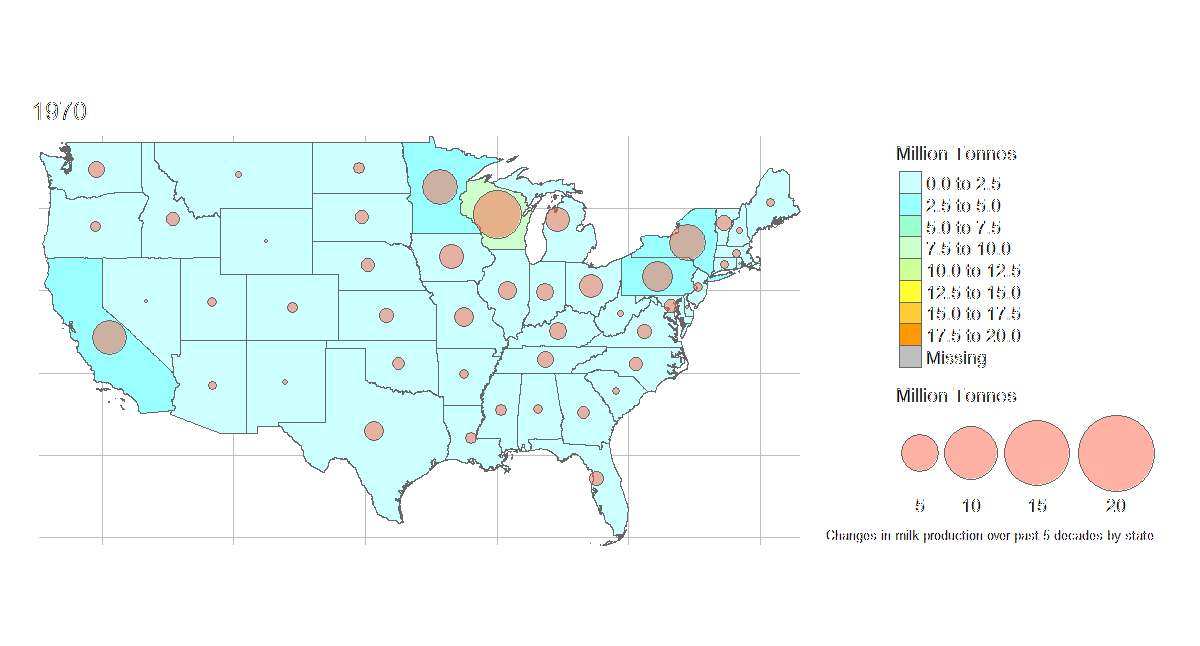 1970
Million Tonnes
0.0 to 2.5
2.5 to 5.0
5.0 to 7.5
7.5 to 10.0
10.0 to 12.5
12.5 to 15.0
15.0 to 17.5
17.5 to 20.0
Missing
Million Tonnes
5 10 15 20
Changes in milk production over past 5 decades by state